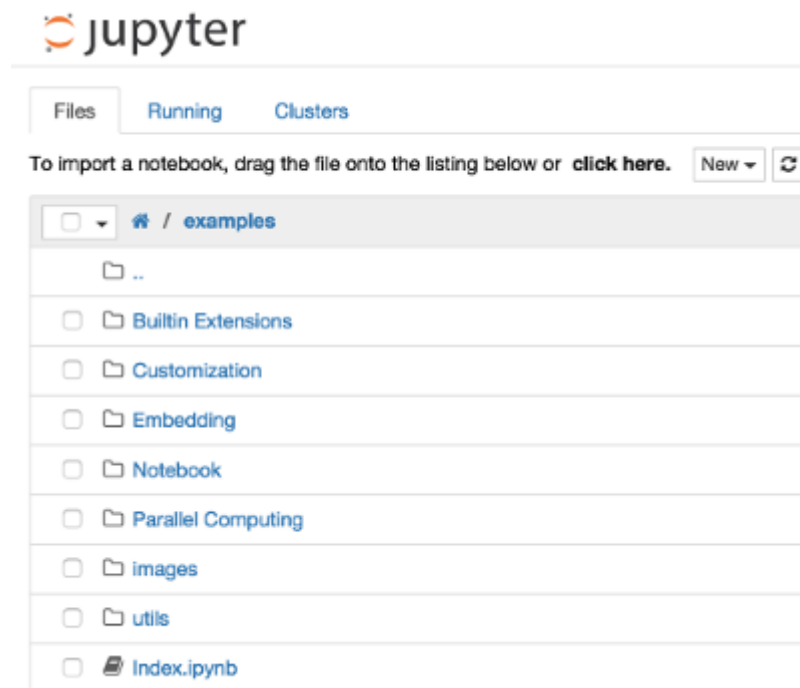 jupyter
Files Running Clusters
To import a notebook, drag the file onto the listing below or click here. New
/ examples
..
Builtin Extensions
Customization
Embedding
Notebook
Parallel Computing
images
utils
Index.ipynb